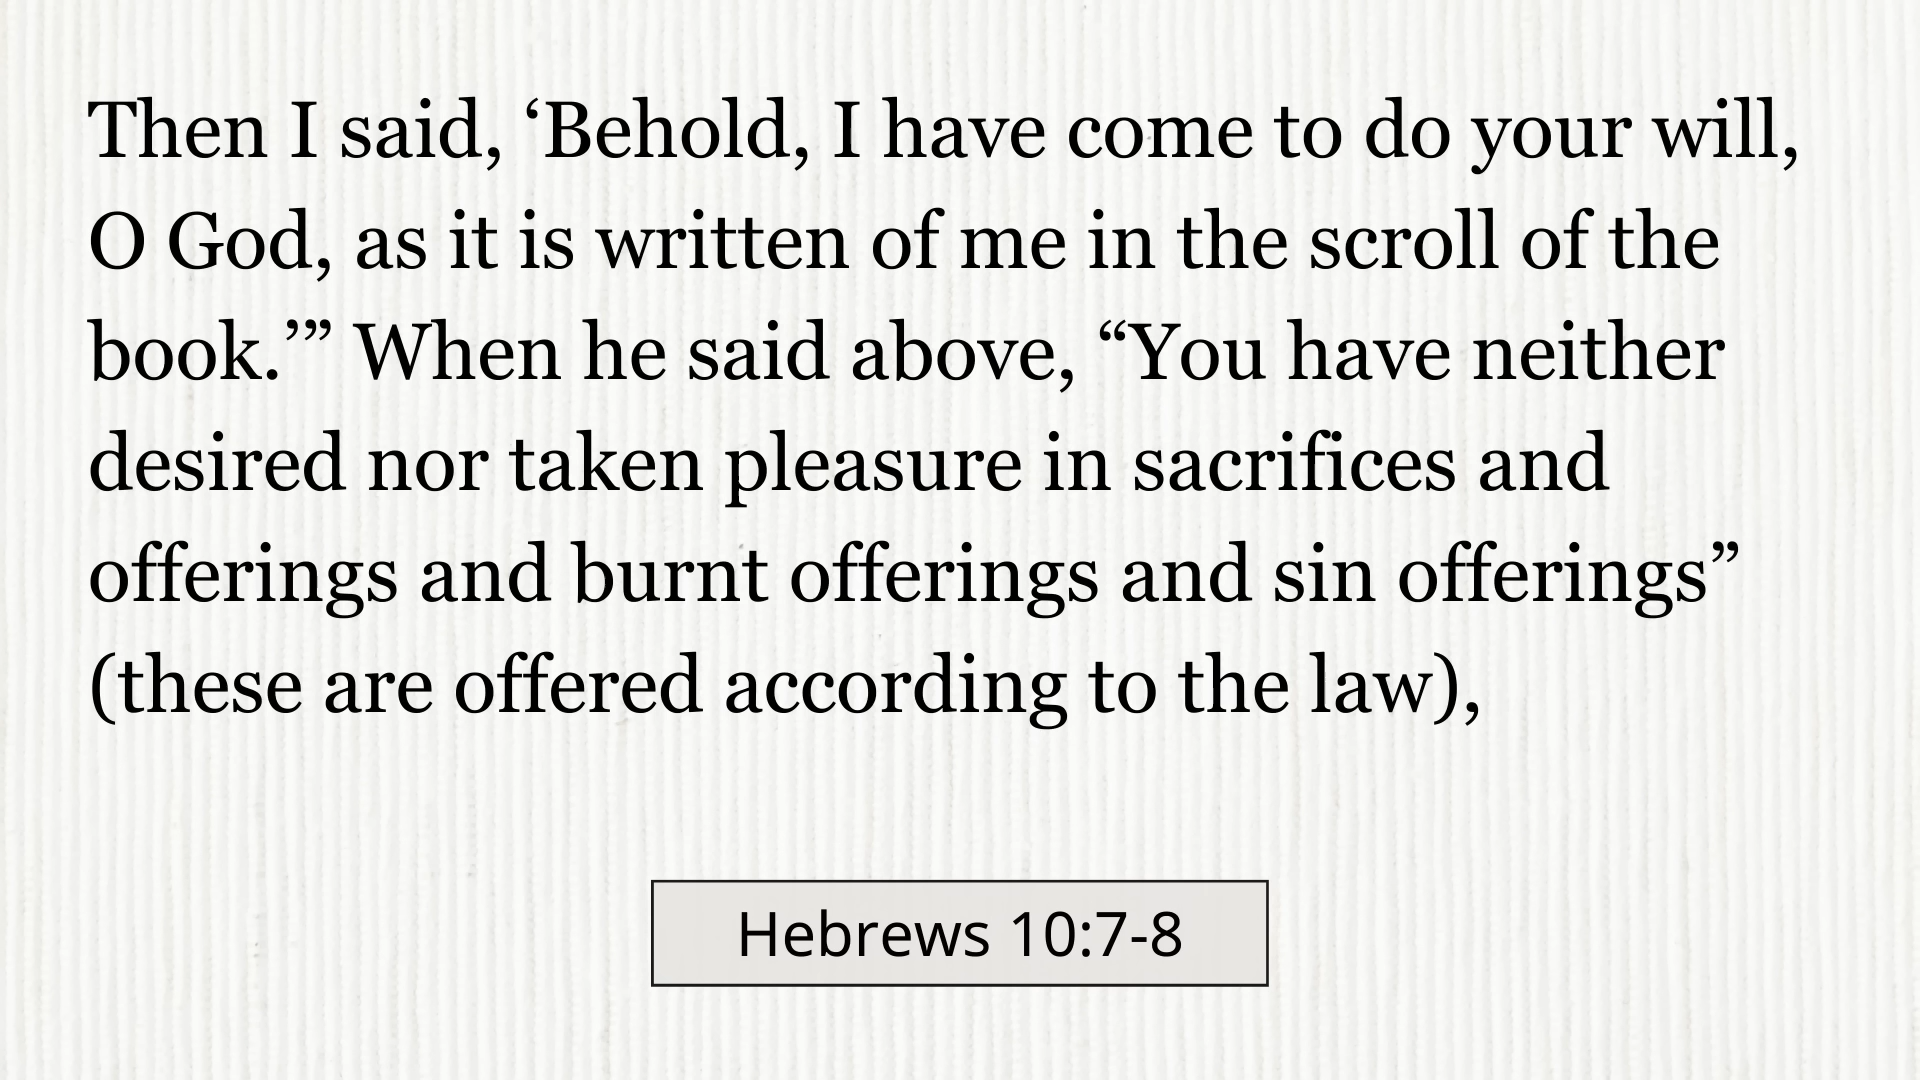 Then I said, ‘Behold, I have come to do your will,
O God, as it is written of me in the scroll of the
book.’” When he said above, “You have neither
desired nor taken pleasure in sacrifices and
offerings and burnt offerings and sin offerings”
(these are offered according to the law),
Hebrews 10:7-8